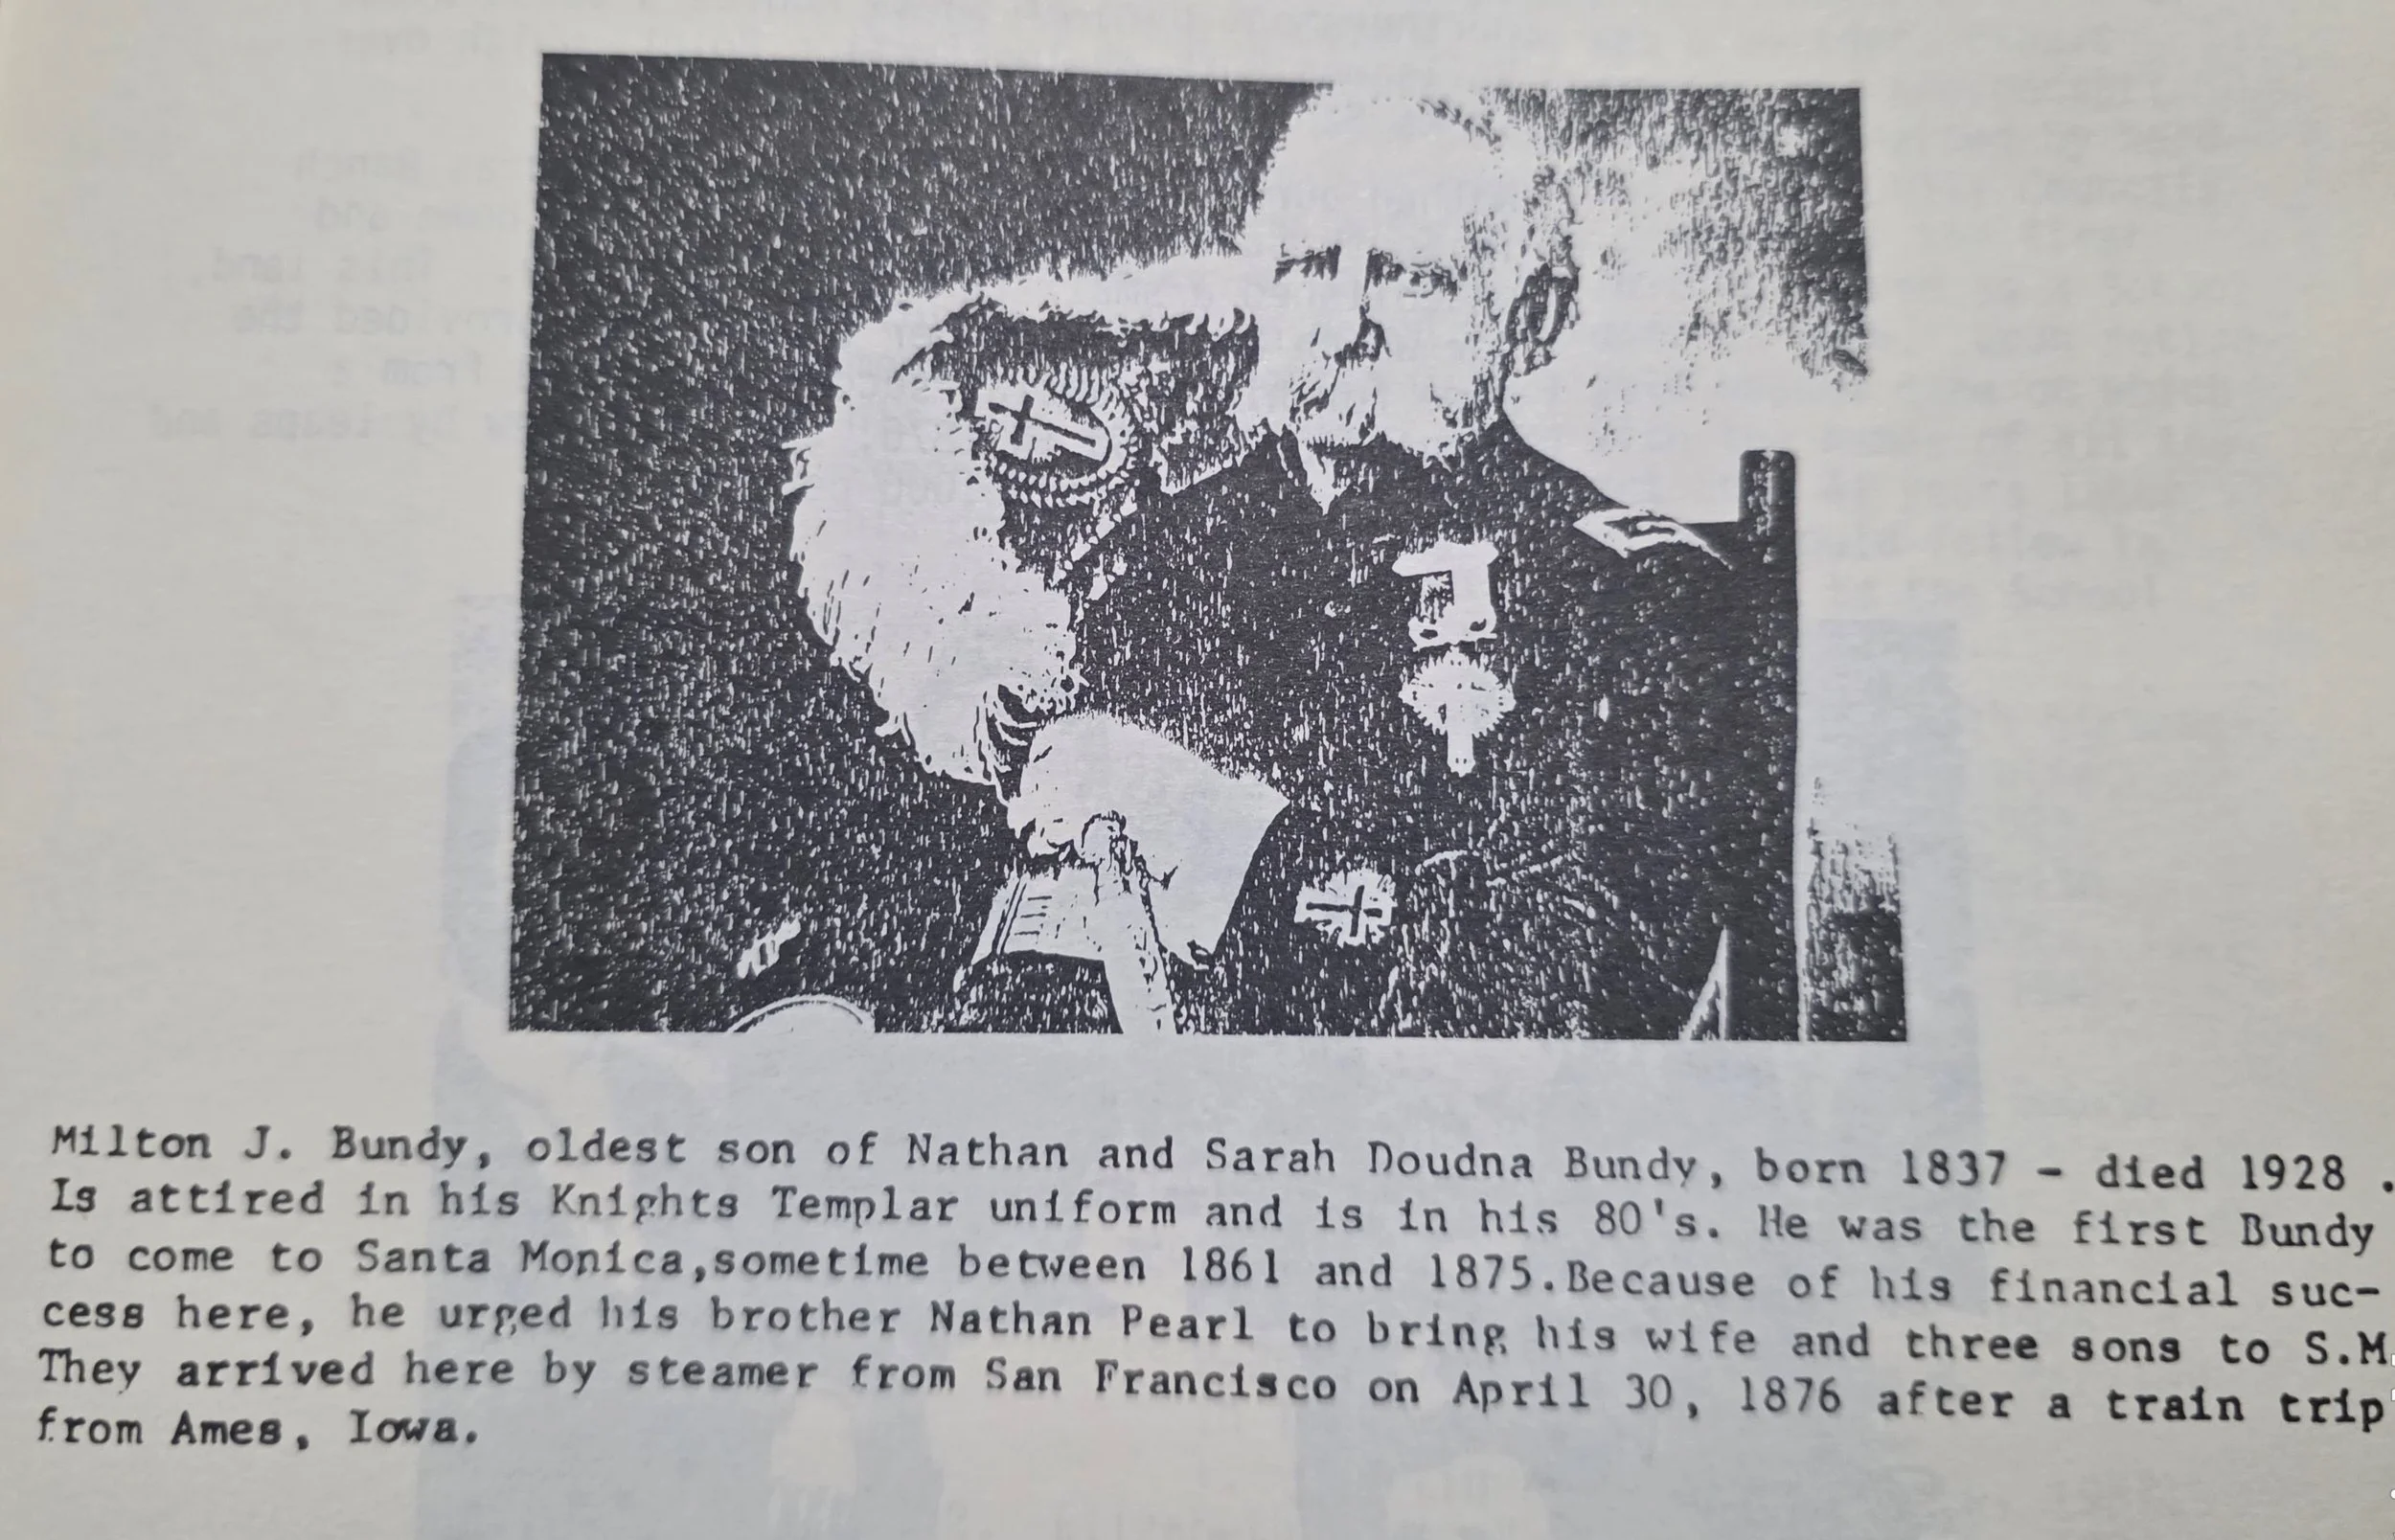 Milton J. Bundy, oldest son of Nathan and Sarah Doudna Bundy, born 1837 - died 1928 .
Is attired in his Knights Templar uniform and is in his 80's. He was the first Bundy
to come to Santa Monica,sometime between 1861 and 1875.Because of his financial suc-
cess here, he urged his brother Nathan Pearl to bring his wife and three sons to S.M.
They arrived here by steamer from San Francisco on April 30, 1876 after a train trip
from Ames, Iowa.